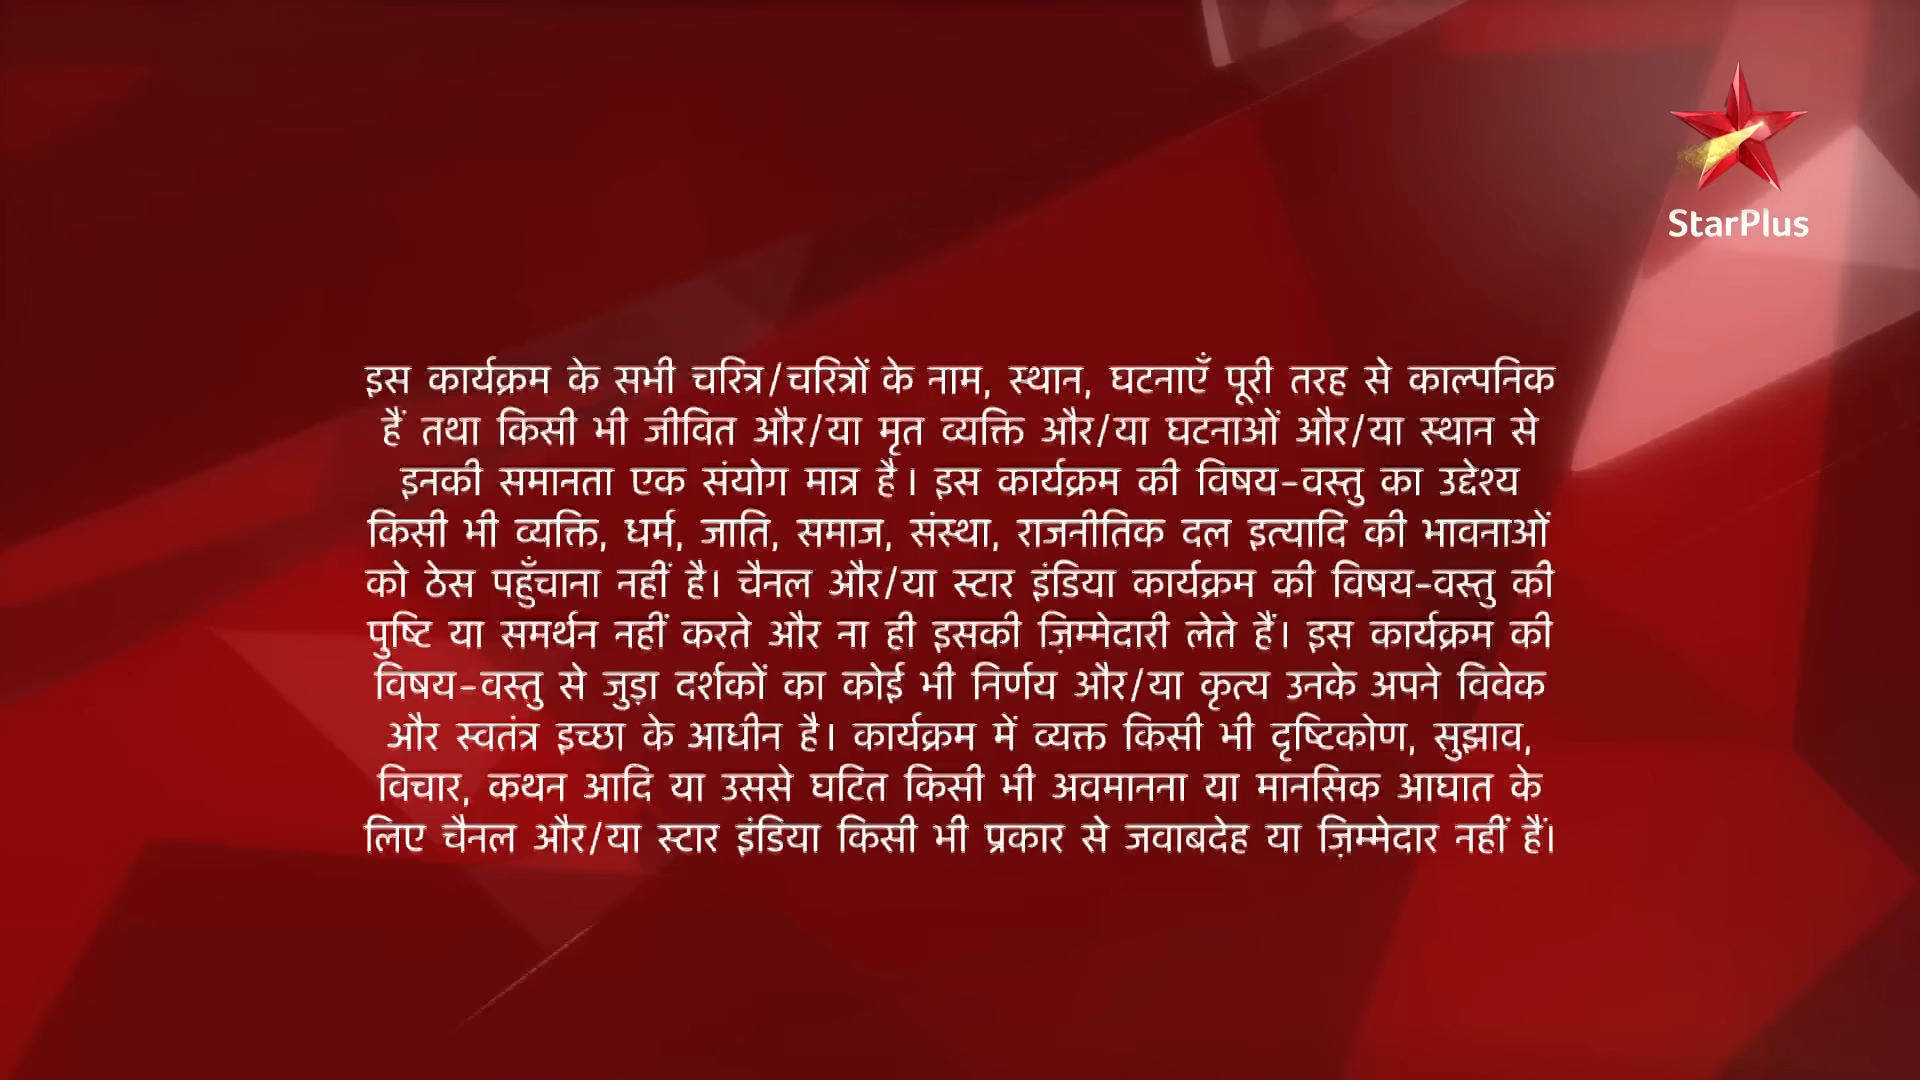 StarPlus
इस कार्यक्रम के सभी चरित्र/चरित्रों के नाम, स्थान, घटनाएँ पूरी तरह से काल्पनिक
हैं तथा किसी भी जीवित और/या मृत व्यक्ति और/या घटनाओं और/या स्थान से
इनकी समानता एक संयोग मात्र है। इस कार्यक्रम की विषय-वस्तु का उद्देश्य
किसी भी व्यक्ति, धर्म, जाति, समाज, संस्था, राजनीतिक दल इत्यादि की भावनाओं
को ठेस पहुँचाना नहीं है। चैनल और/या स्टार इंडिया कार्यक्रम की विषय-वस्तु की
पुष्टि या समर्थन नहीं करते और ना ही इसकी ज़िम्मेदारी लेते हैं। इस कार्यक्रम की
विषय-वस्तु से जुड़ा दर्शकों का कोई भी निर्णय और/या कृत्य उनके अपने विवेक
और स्वतंत्र इच्छा के आधीन है। कार्यक्रम में व्यक्त किसी भी दृष्टिकोण, सुझाव,
विचार, कथन आदि या उससे घटित किसी भी अवमानना या मानसिक आघात के
लिए चैनल और/या स्टार इंडिया किसी भी प्रकार से जवाबदेह या ज़िम्मेदार नहीं हैं।